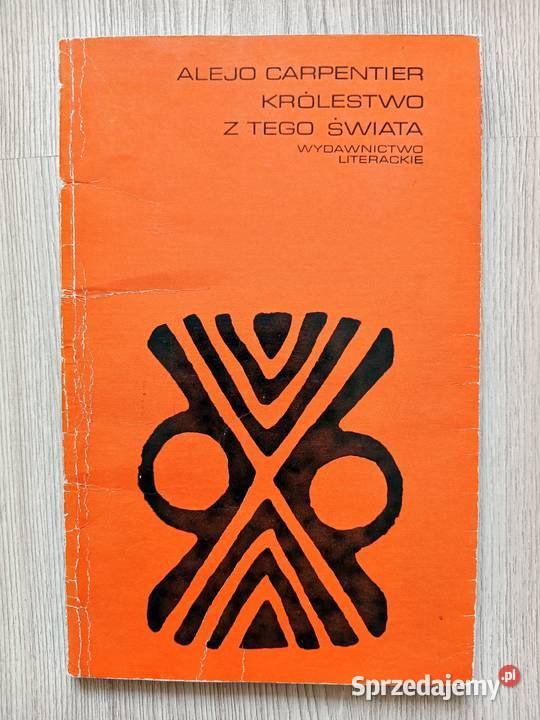 ALEJO CARPENTIER
KRÓLESTWO
Z TEGO ŚWIATA
WYDAWNICTWO
LITERACKIE
Sprzedajemy.pl